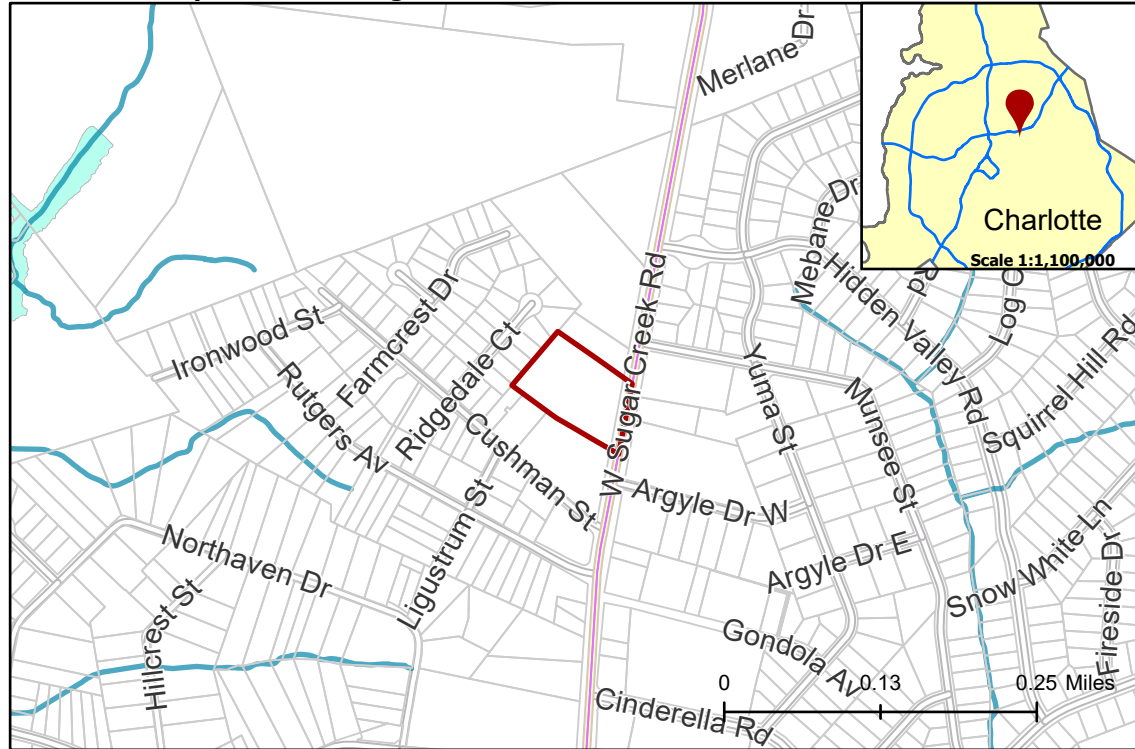 Merlane Dr
Charlotte
Scale 1:1,100,000
Mebane Dr
Hidden Valley Rd
Rd
Log C
Squirrel Hill Rd
W Sugar Creek Rd
Ironwood St
Farmcrest Dr
Ridgedale Ct
Rutgers Av
Cushman St
Yuma St
Munsee St
Argyle Dr W
Argyle Dr E
Snow White Ln
Fireside Dr
Northaven Dr
Ligustrum St
Hillcrest St
Gondola Av
Cinderella Rd
0 0.13 0.25 Miles